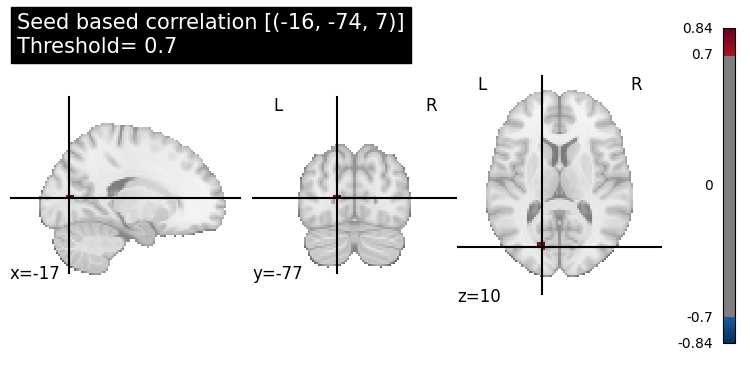 Seed based correlation [(-16, -74, 7)]
Threshold= 0.7
L
R
L
R
x=-17
y=-77
z=10
0.84
0.7
0
-0.7
-0.84